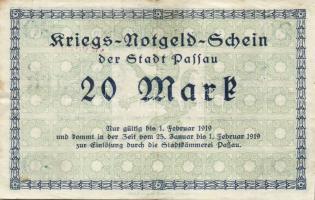 Kriegs-Notgeld-Schein
der Stadt Passau
20 Mark
Nur gültig bis 1. Februar 1919
und kommt in der Zeit vom 25. Januar bis 1. Februar 1919
zur Einlösung durch die Stadtkämmerei Passau.